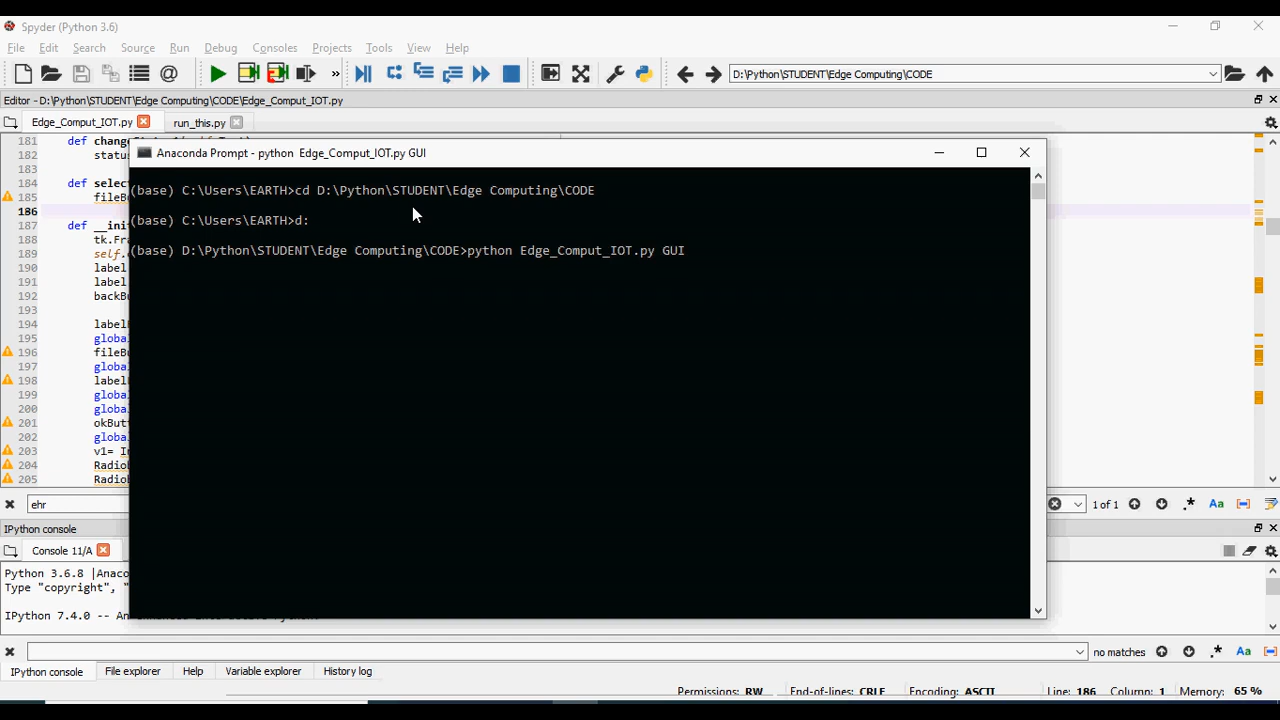 Spyder (Python 3.6)
File Edit Search Source Run Debug Consoles Projects Tools View Help
D:\Python\STUDENT\Edge Computing\CODE
Editor - D:\Python\STUDENT\Edge Computing\CODE\Edge_Comput_IOT.py
Edge_Comput_IOT.py run_this.py
181 def chang
182 status
183
184 def selec
185 fileB
186
187 def __ini
188 tk.Fra
189 self.
190 label
191 label
192 backBu
193
194 label
195 globa
196 fileBu
197 globa
198 label
199 globa
200 globa
201 okButt
202 globa
203 v1= I
204 Radio
205 Radio
Anaconda Prompt - python Edge_Comput_IOT.py GUI
(base) C:\Users\EARTH>cd D:\Python\STUDENT\Edge Computing\CODE
(base) C:\Users\EARTH>d:
(base) D:\Python\STUDENT\Edge Computing\CODE>python Edge_Comput_IOT.py GUI
ehr
1 of 1 .* Aa
IPython console
Console 11/A
Python 3.6.8 |Anaco
Type "copyright", "
IPython 7.4.0 -- An
no matches .* Aa
IPython console File explorer Help Variable explorer History log
Permissions: RW End-of-lines: CRLF Encoding: ASCII Line: 186 Column: 1 Memory: 65 %